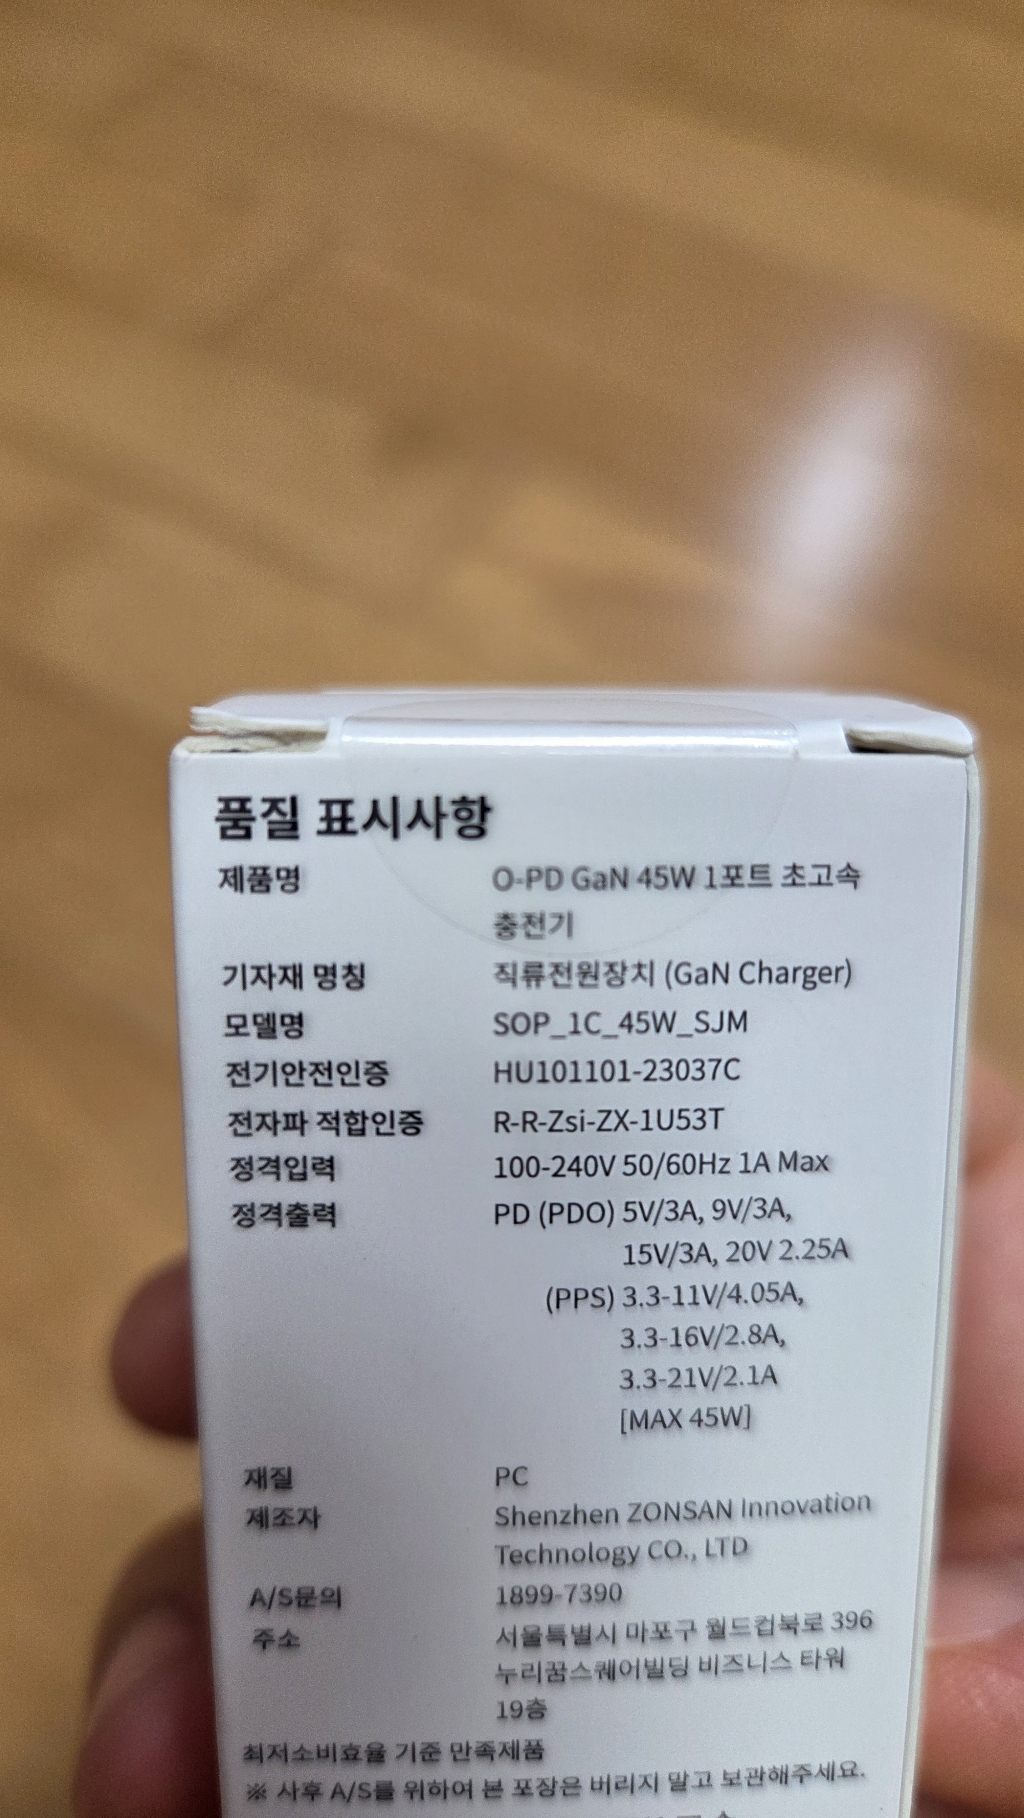 품질 표시사항
제품명 O-PD GaN 45W 1포트 초고속
충전기
기자재 명칭 직류전원장치 (GaN Charger)
모델명 SOP_1C_45W_SJM
전기안전인증 HU101101-23037C
전자파 적합인증 R-R-Zsi-ZX-1U53T
정격입력 100-240V 50/60Hz 1A Max
정격출력 PD (PDO) 5V/3A, 9V/3A,
15V/3A, 20V 2.25A
(PPS) 3.3-11V/4.05A,
3.3-16V/2.8A,
3.3-21V/2.1A
[MAX 45W]
재질 PC
제조자 Shenzhen ZONSAN Innovation
Technology CO., LTD
A/S문의 1899-7390
주소 서울특별시 마포구 월드컵북로 396
누리꿈스퀘어빌딩 비즈니스 타워
19층
최저소비효율 기준 만족제품
※ 사후 A/S를 위하여 본 포장은 버리지 말고 보관해주세요.